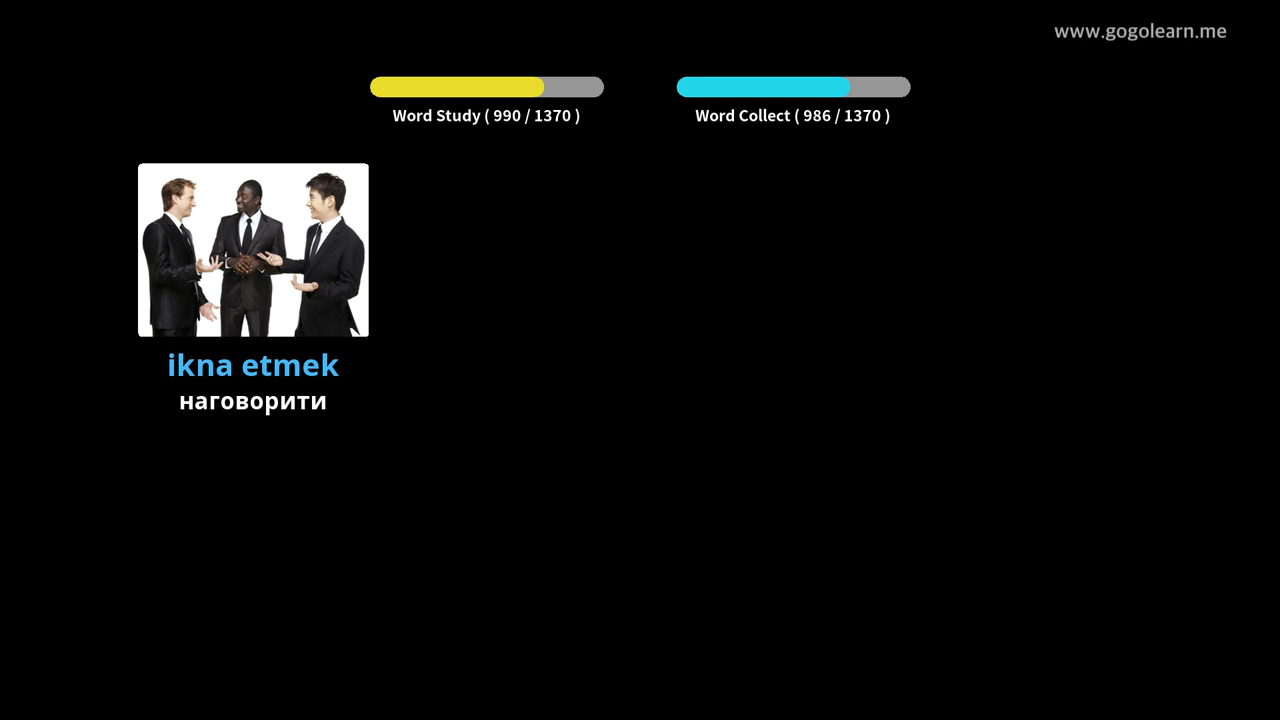 www.gogolearn.me
Word Study ( 990 / 1370 )
Word Collect ( 986 / 1370 )
ikna etmek
наговорити